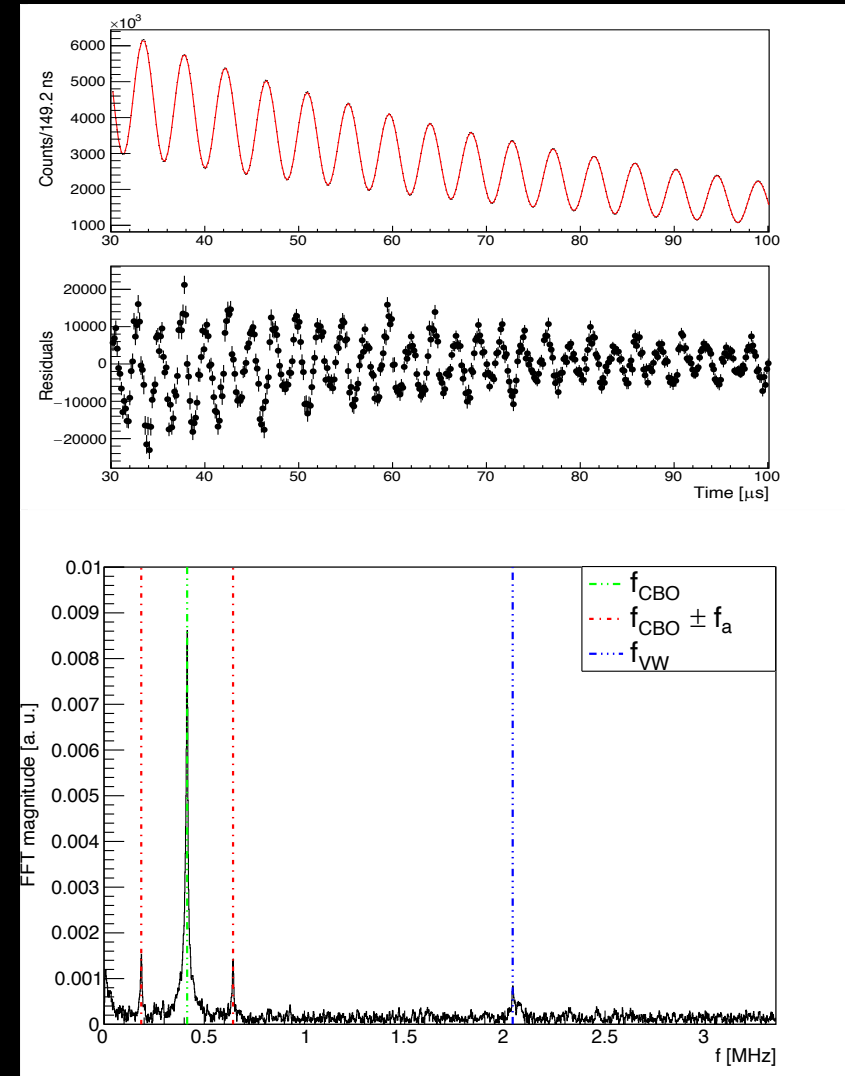 ×10³
Counts/149.2 ns
6000
5000
4000
3000
2000
1000
30 40 50 60 70 80 90 100
Residuals
20000
10000
0
−10000
−20000
30 40 50 60 70 80 90 100
Time [μs]
FFT magnitude [a. u.]
0.01
0.009
0.008
0.007
0.006
0.005
0.004
0.003
0.002
0.001
0
f_CBO
f_CBO ± f_a
f_VW
0 0.5 1 1.5 2 2.5 3
f [MHz]